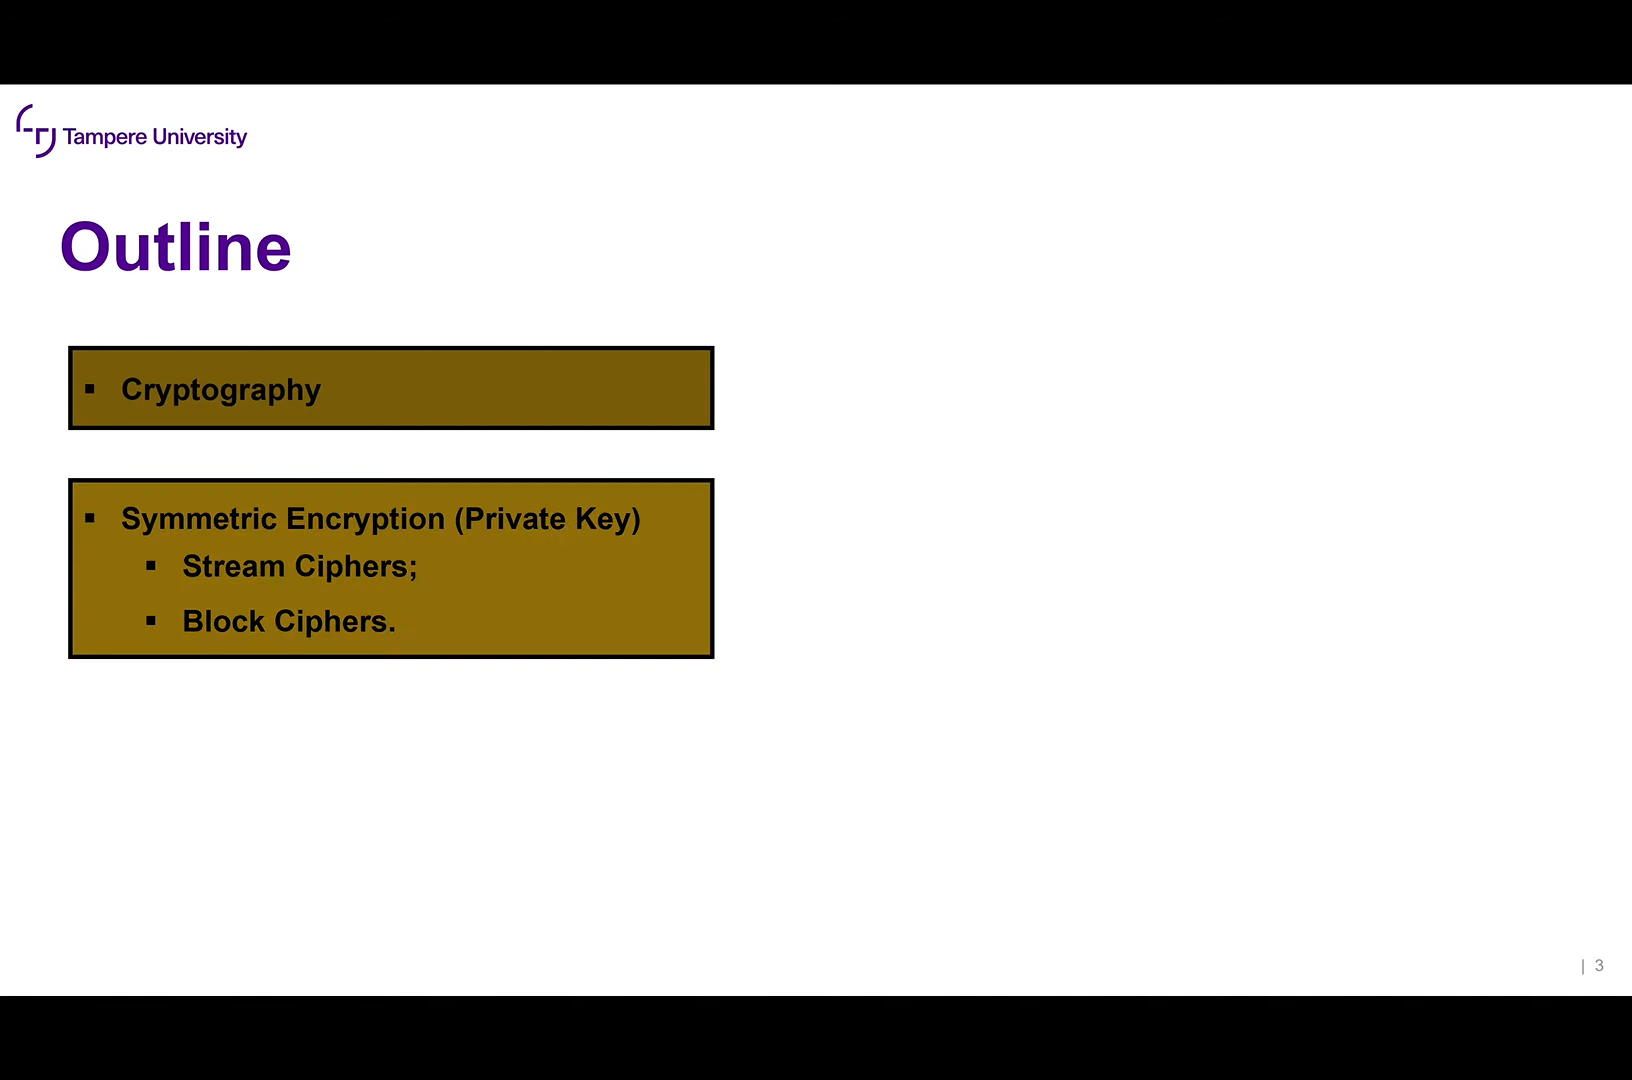 Tampere University
Outline
▪ Cryptography
▪ Symmetric Encryption (Private Key)
▪ Stream Ciphers;
▪ Block Ciphers.
| 3